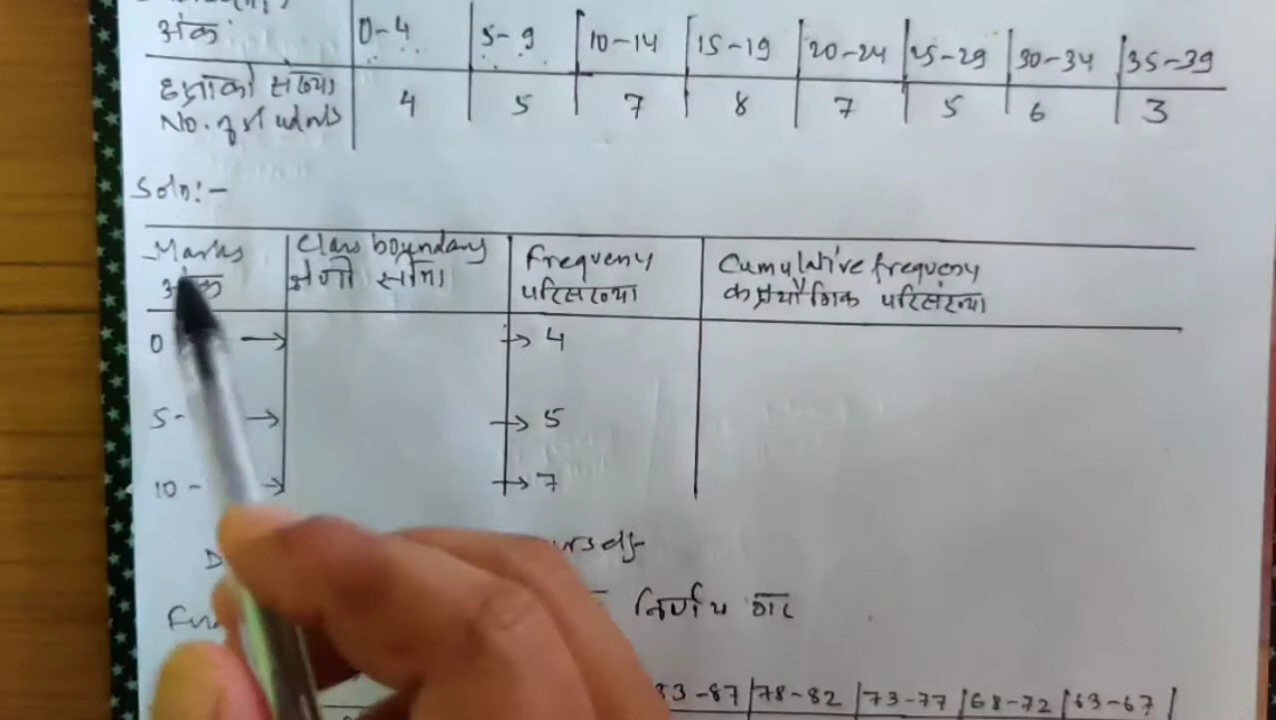 अंक 0-4 5-9 10-14 15-19 20-24 25-29 30-34 35-39
संख्या 4 5 7 8 7 5 6 3
No. of students
Soln:-
Marks Class boundary Frequency Cumulative frequency
अंक श्रेणी सीमा परिसंख्या परिसंख्या
0 → → 4
5- → → 5
10- → → 7
निर्णय
83-87 78-82 73-77 68-72 63-67